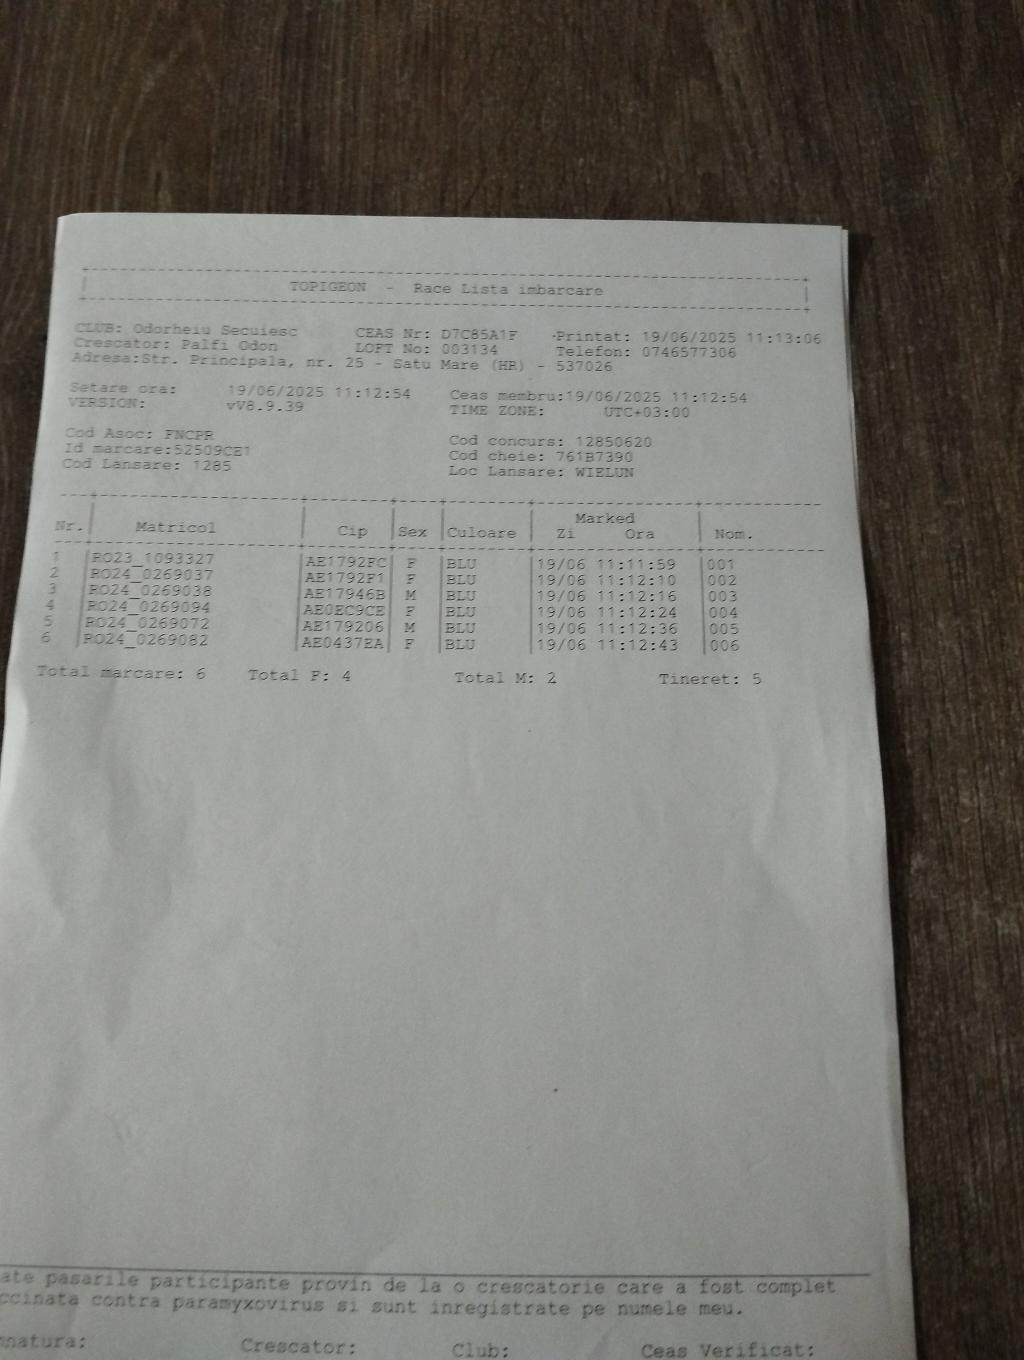 TOPIGEON - Race Lista imbarcare
CLUB: Odorheiu Secuiesc CEAS Nr: D7C85A1F Printat: 19/06/2025 11:13:06
Crescator: Palfi Odon LOFT No: 003134 Telefon: 0746577306
Adresa:Str. Principala, nr. 25 - Satu Mare (HR) - 537026
Setare ora: 19/06/2025 11:12:54 Ceas membru:19/06/2025 11:12:54
VERSION: vV8.9.39 TIME ZONE: UTC+03:00
Cod Asoc: FNCPR Cod concurs: 12850620
Id marcare:52509CE1 Cod cheie: 761B7390
Cod Lansare: 1285 Loc Lansare: WIELUN
Marked
Nr. Matricol Cip Sex Culoare Zi Ora Nom.
1 RO23_1093327 AE1792FC F BLU 19/06 11:11:59 001
2 RO24_0269037 AE1792F1 F BLU 19/06 11:12:10 002
3 RO24_0269038 AE17946B M BLU 19/06 11:12:16 003
4 RO24_0269094 AE0EC9CE F BLU 19/06 11:12:24 004
5 RO24_0269072 AE179206 M BLU 19/06 11:12:36 005
6 RO24_0269082 AE0437EA F BLU 19/06 11:12:43 006
Total marcare: 6 Total F: 4 Total M: 2 Tineret: 5
ate pasarile participante provin de la o crescatorie care a fost complet
ccinata contra paramyxovirus si sunt inregistrate pe numele meu.
natura: Crescator: Club: Ceas Verificat: